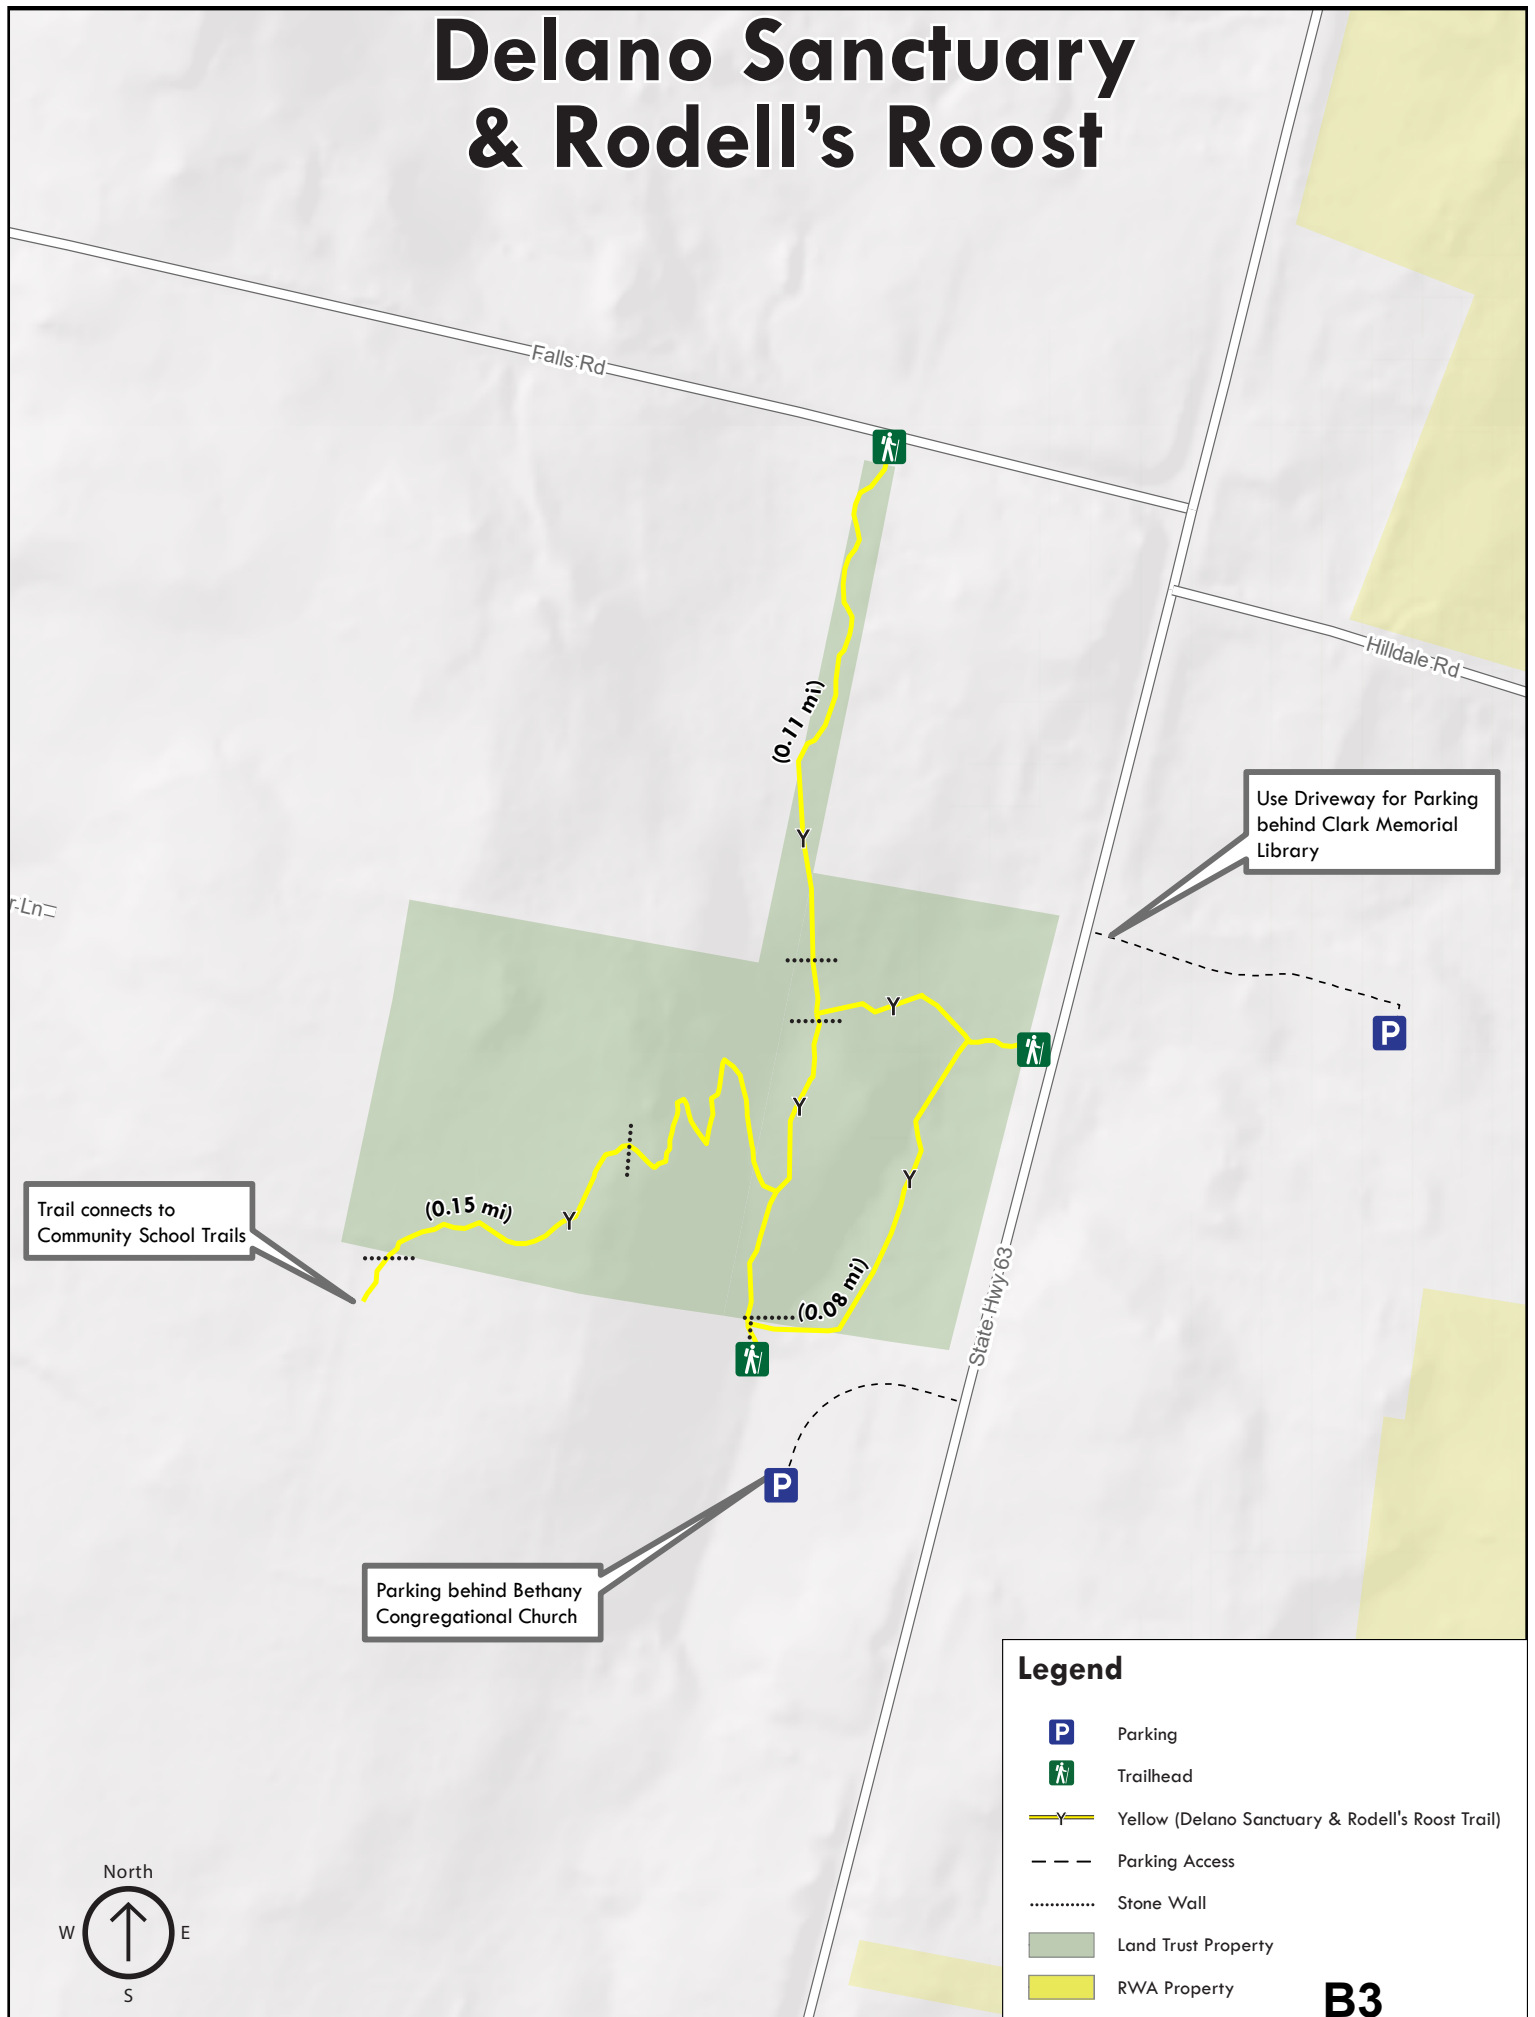 Delano Sanctuary
& Rodell's Roost
Falls Rd
Hilldale Rd
(0.11 mi)
Use Driveway for Parking
behind Clark Memorial
Library
Y
r Ln
Y
P
Y
Y
Trail connects to
Community School Trails
(0.15 mi)
Y
(0.08 mi)
State Hwy 63
P
Parking behind Bethany
Congregational Church
Legend
P Parking
Trailhead
Y Yellow (Delano Sanctuary & Rodell's Roost Trail)
Parking Access
Stone Wall
Land Trust Property
RWA Property
B3
North
W E
S